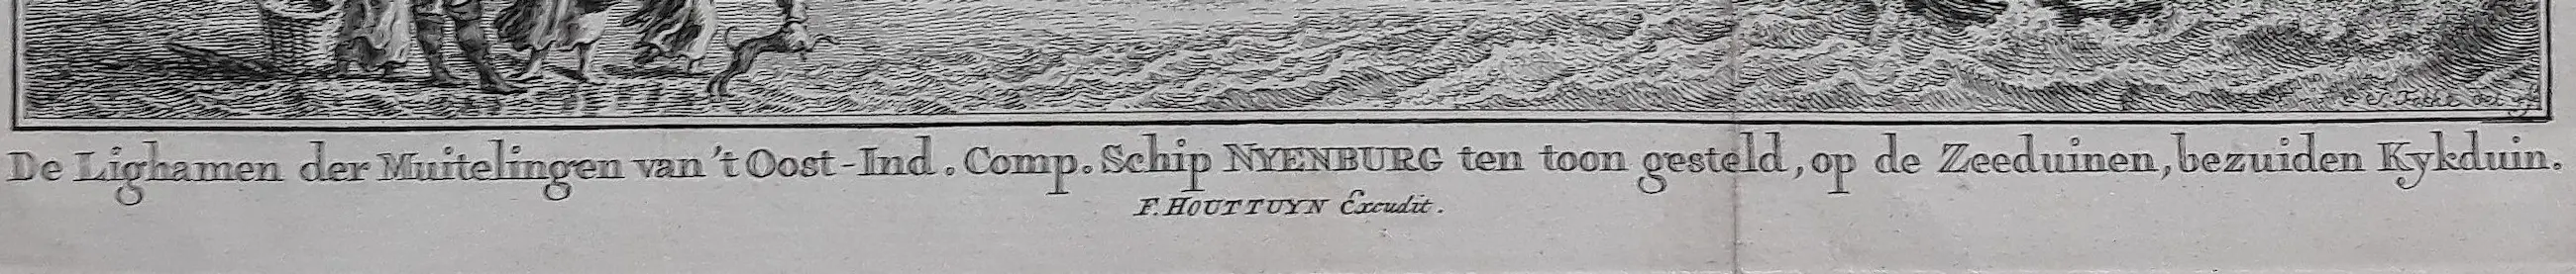 De Lighamen der Muitelingen van 't Oost-Ind. Comp. Schip NYENBURG ten toon gesteld, op de Zeeduinen, bezuiden Kykduin.
F. HOUTTUYN Excudit.